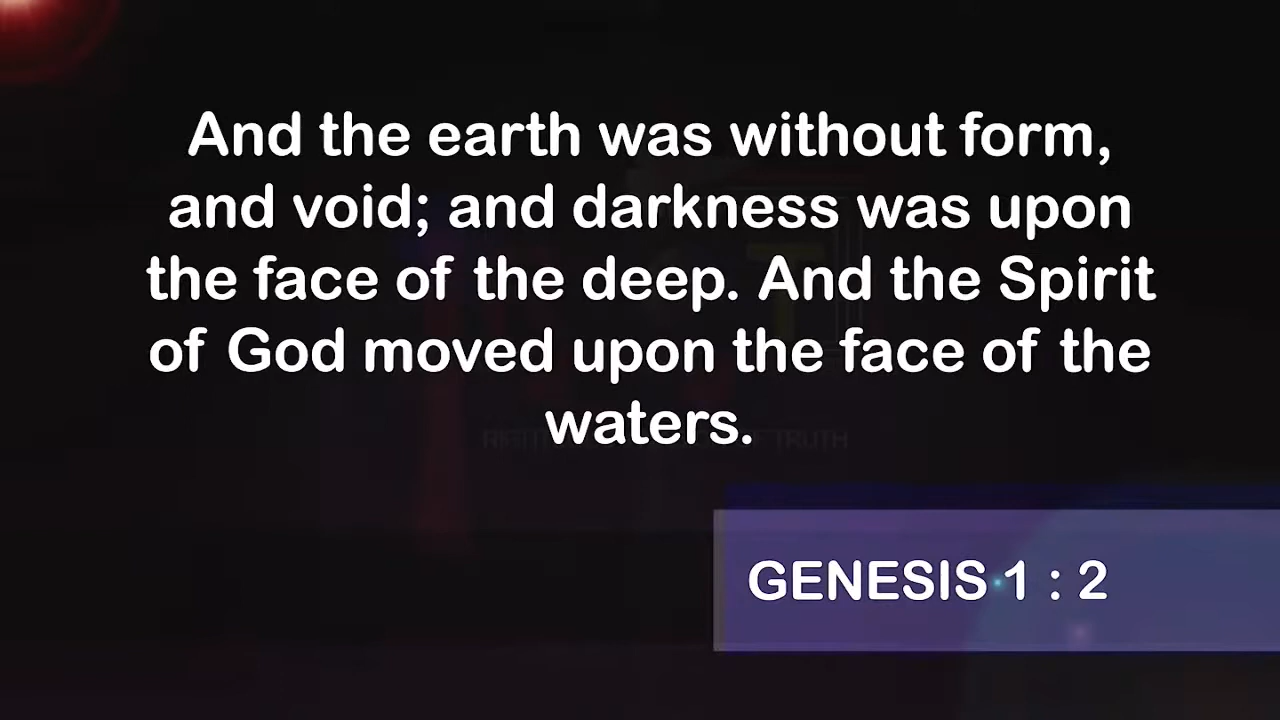 And the earth was without form,
and void; and darkness was upon
the face of the deep. And the Spirit
of God moved upon the face of the
waters.
TRUTH
GENESIS 1 : 2